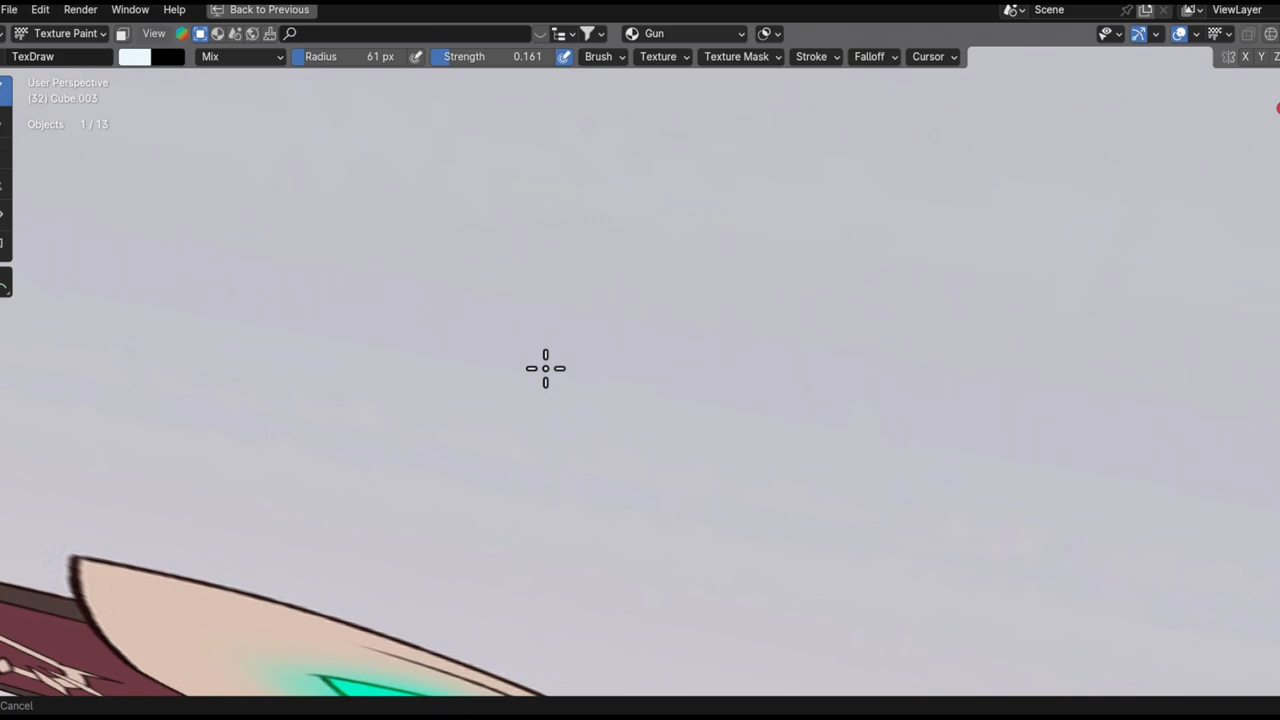 File Edit Render Window Help Back to Previous Scene ViewLayer
Texture Paint View Gun
TexDraw Mix Radius 61 px Strength 0.161 Brush Texture Texture Mask Stroke Falloff Cursor X Y Z
User Perspective
(32) Cube.003
Objects 1 / 13
Cancel